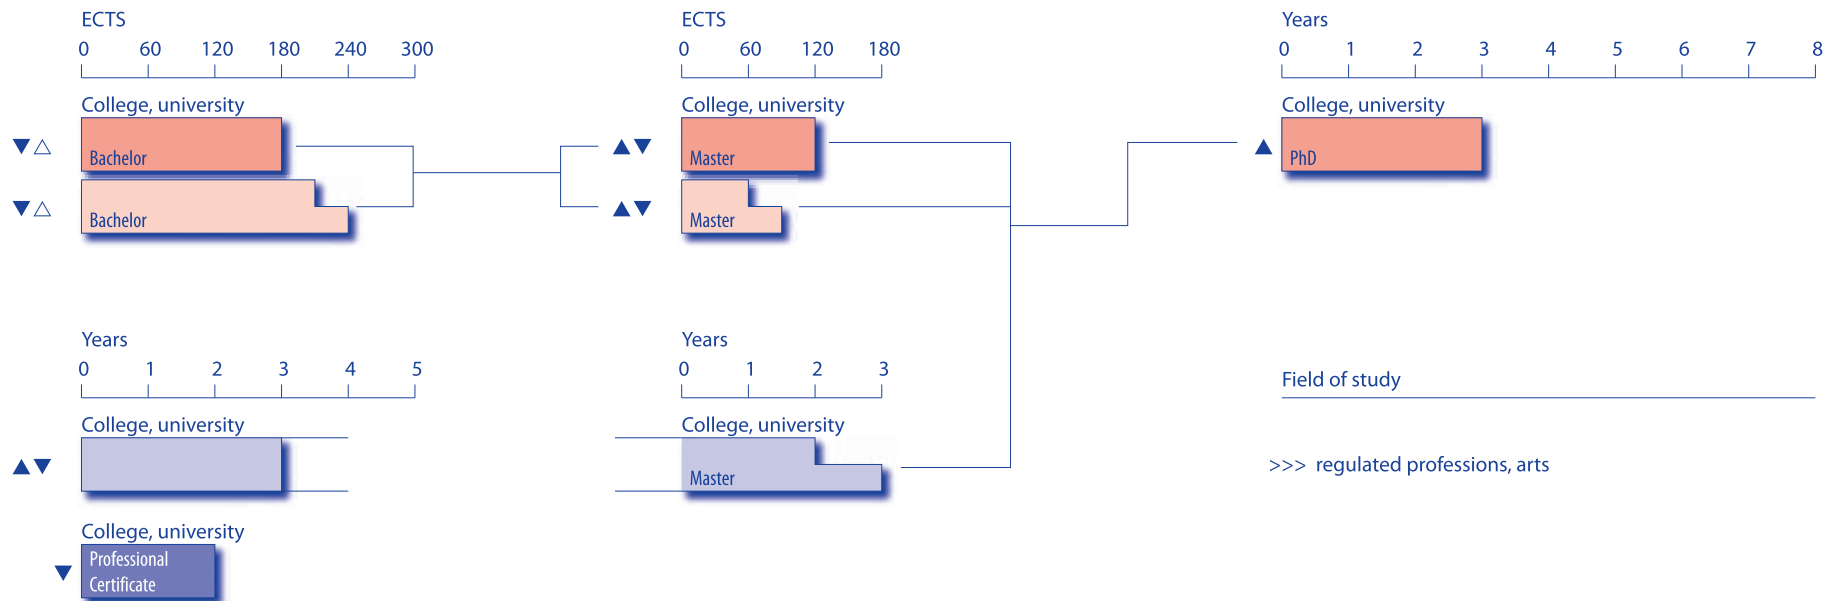 ECTS
0 60 120 180 240 300
College, university
Bachelor
Bachelor
ECTS
0 60 120 180
College, university
Master
Master
Years
0 1 2 3 4 5 6 7 8
College, university
PhD
Years
0 1 2 3 4 5
College, university
Years
0 1 2 3
College, university
Master
Field of study
>>> regulated professions, arts
College, university
Professional
Certificate